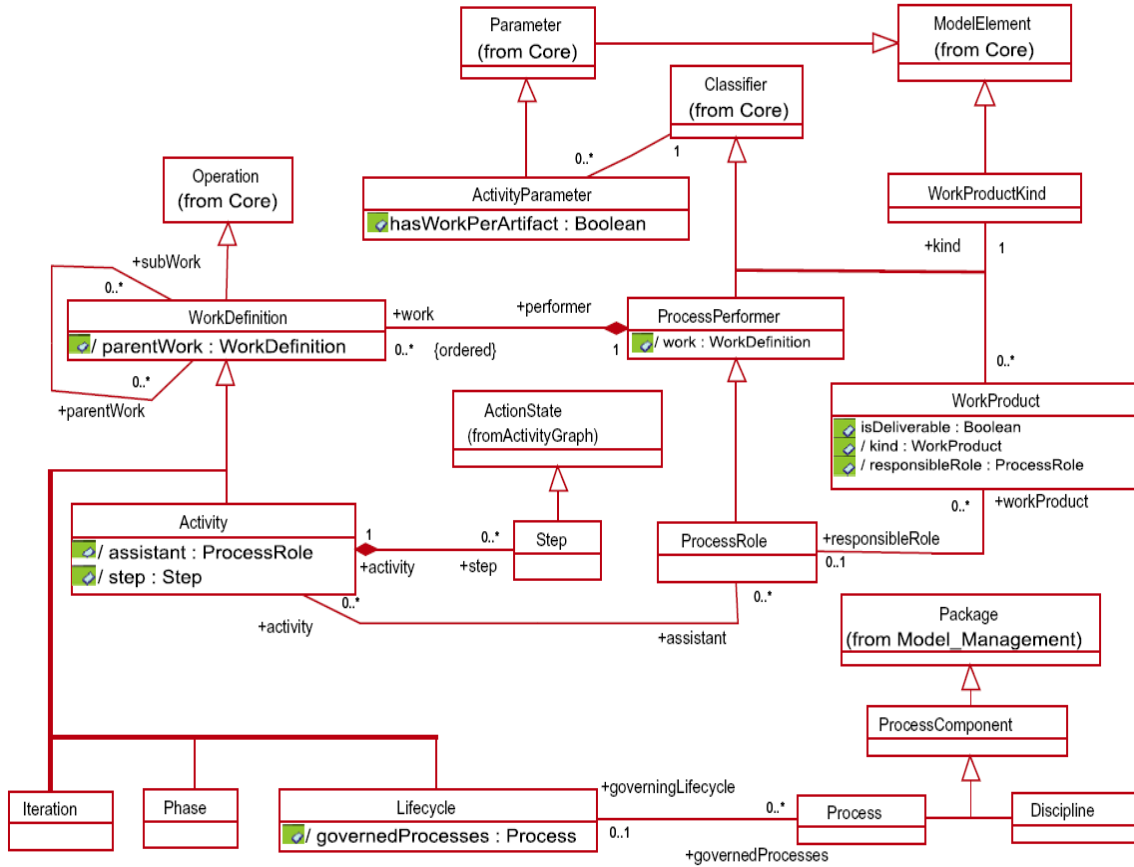 Parameter
(from Core)
ModelElement
(from Core)
Classifier
(from Core)
0..*
1
Operation
(from Core)
ActivityParameter
hasWorkPerArtifact : Boolean
WorkProductKind
+kind
1
+subWork
0..*
WorkDefinition
/ parentWork : WorkDefinition
0..*
+parentWork
+work
0..*
{ordered}
+performer
1
ProcessPerformer
/ work : WorkDefinition
0..*
WorkProduct
isDeliverable : Boolean
/ kind : WorkProduct
/ responsibleRole : ProcessRole
0..*
+workProduct
ActionState
(fromActivityGraph)
Activity
/ assistant : ProcessRole
/ step : Step
1
+activity
0..*
+step
Step
ProcessRole
+responsibleRole
0..1
0..*
+activity
0..*
+assistant
Package
(from Model_Management)
ProcessComponent
Iteration
Phase
Lifecycle
/ governedProcesses : Process
+governingLifecycle
0..1
0..*
+governedProcesses
Process
Discipline